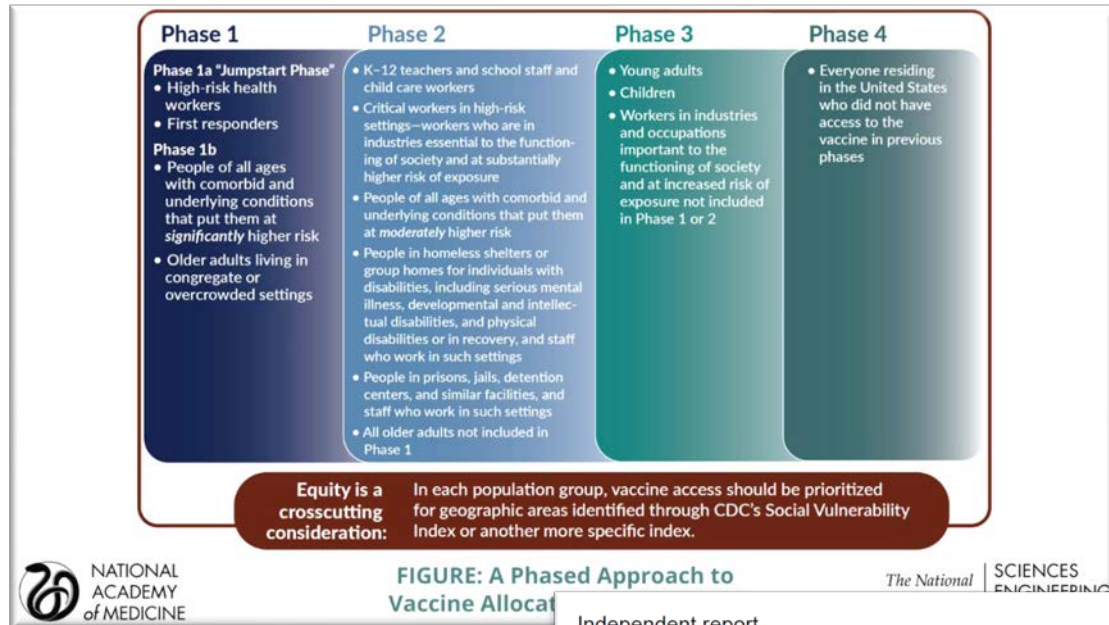 Phase 1
Phase 1a "Jumpstart Phase"
• High-risk health
workers
• First responders
Phase 1b
• People of all ages
with comorbid and
underlying conditions
that put them at
significantly higher risk
• Older adults living in
congregate or
overcrowded settings
Phase 2
• K–12 teachers and school staff and
child care workers
• Critical workers in high-risk
settings—workers who are in
industries essential to the function-
ing of society and at substantially
higher risk of exposure
• People of all ages with comorbid and
underlying conditions that put them
at moderately higher risk
• People in homeless shelters or
group homes for individuals with
disabilities, including serious mental
illness, developmental and intellec-
tual disabilities, and physical
disabilities or in recovery, and staff
who work in such settings
• People in prisons, jails, detention
centers, and similar facilities, and
staff who work in such settings
• All older adults not included in
Phase 1
Phase 3
• Young adults
• Children
• Workers in industries
and occupations
important to the
functioning of society
and at increased risk of
exposure not included
in Phase 1 or 2
Phase 4
• Everyone residing
in the United States
who did not have
access to the
vaccine in previous
phases
Equity is a
crosscutting
consideration:
In each population group, vaccine access should be prioritized
for geographic areas identified through CDC's Social Vulnerability
Index or another more specific index.
NATIONAL
ACADEMY
of MEDICINE
FIGURE: A Phased Approach to
Vaccine Allocat
The National
SCIENCES
ENGINEERING
Independent report